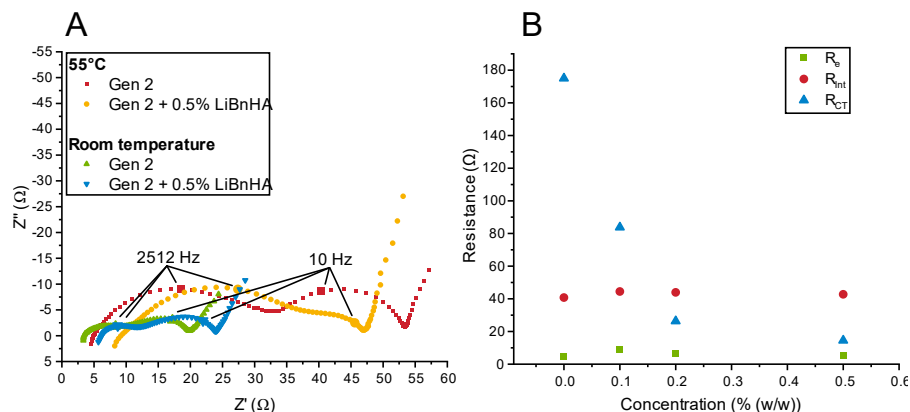 A
-55
-50
-45
-40
-35
-30
-25
-20
-15
-10
-5
0
5
Z'' (Ω)
55°C
Gen 2
Gen 2 + 0.5% LiBnHA
Room temperature
Gen 2
Gen 2 + 0.5% LiBnHA
2512 Hz
10 Hz
0 5 10 15 20 25 30 35 40 45 50 55 60
Z' (Ω)
B
180
160
140
120
100
80
60
40
20
0
Resistance (Ω)
Re
RInt
RCT
0.0 0.1 0.2 0.3 0.4 0.5 0.6
Concentration (% (w/w))